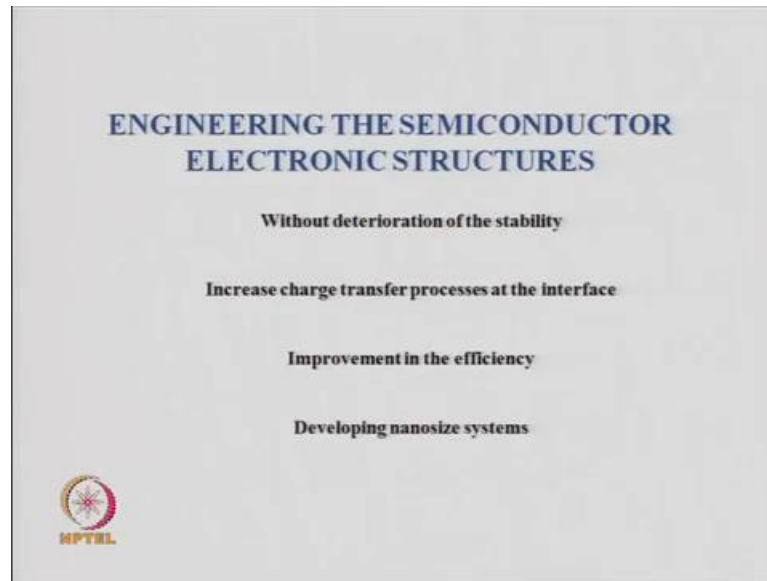 ENGINEERING THE SEMICONDUCTOR
ELECTRONIC STRUCTURES
Without deterioration of the stability
Increase charge transfer processes at the interface
Improvement in the efficiency
Developing nanosize systems
NPTEL